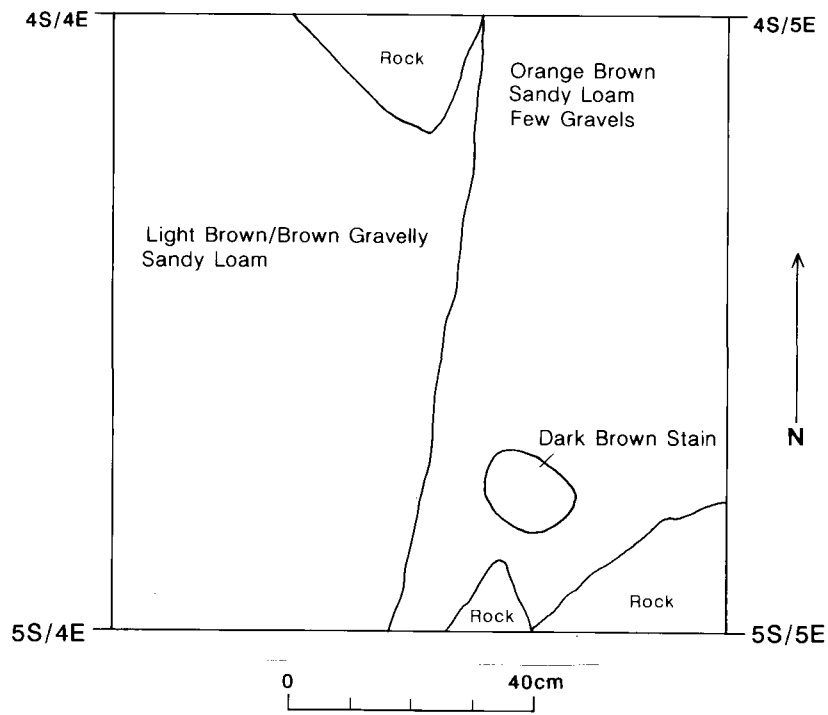 4S/4E
4S/5E
Rock
Orange Brown
Sandy Loam
Few Gravels
Light Brown/Brown Gravelly
Sandy Loam
N
Dark Brown Stain
Rock
Rock
5S/4E
5S/5E
0
40cm